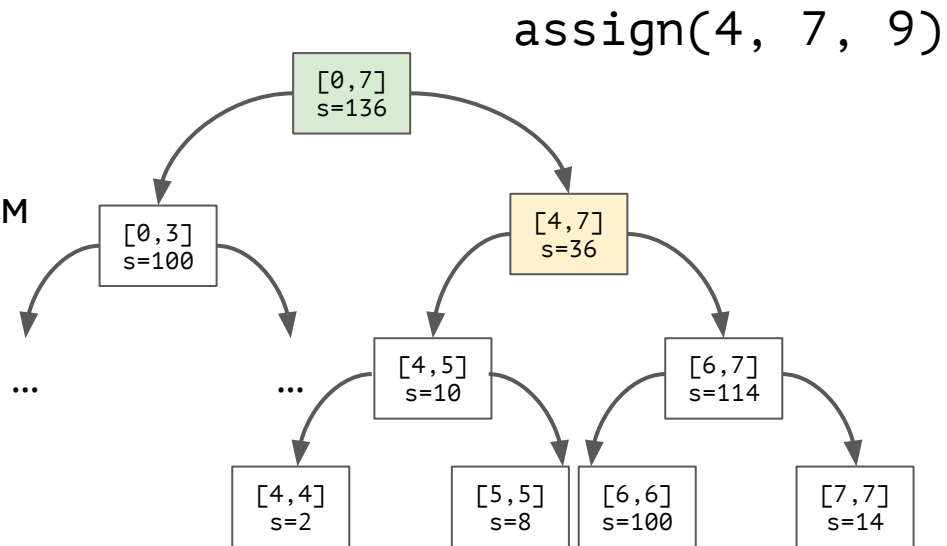 assign(4, 7, 9)
[0,7]
s=136
M
[0,3]
s=100
[4,7]
s=36
...
...
[4,5]
s=10
[6,7]
s=114
[4,4]
s=2
[5,5]
s=8
[6,6]
s=100
[7,7]
s=14